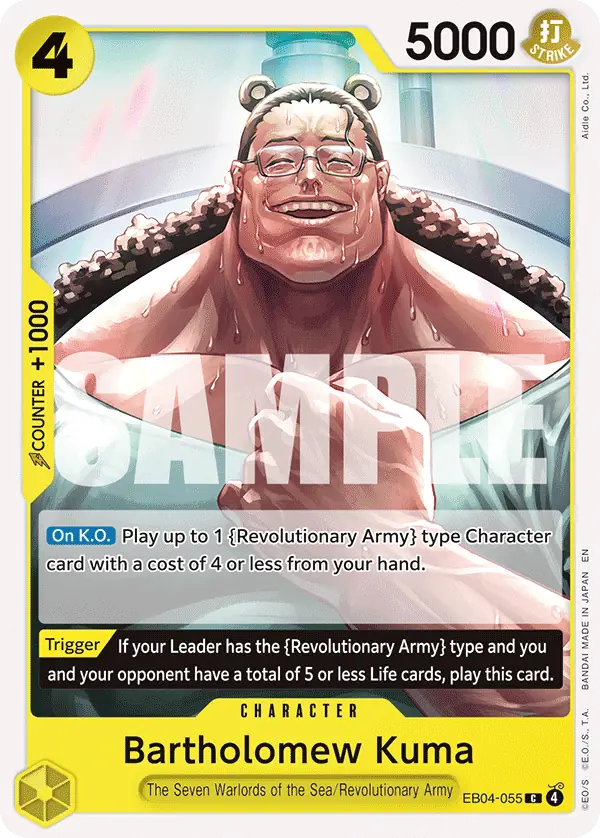 4
5000
打
STRIKE
Aidle Co., Ltd.
COUNTER +1000
SAMPLE
On K.O. Play up to 1 {Revolutionary Army} type Character
card with a cost of 4 or less from your hand.
Trigger If your Leader has the {Revolutionary Army} type and you
and your opponent have a total of 5 or less Life cards, play this card.
CHARACTER
Bartholomew Kuma
The Seven Warlords of the Sea/Revolutionary Army
EB04-055 C 4
©EO/S ©E.O./S., T.A. BANDAI MADE IN JAPAN EN